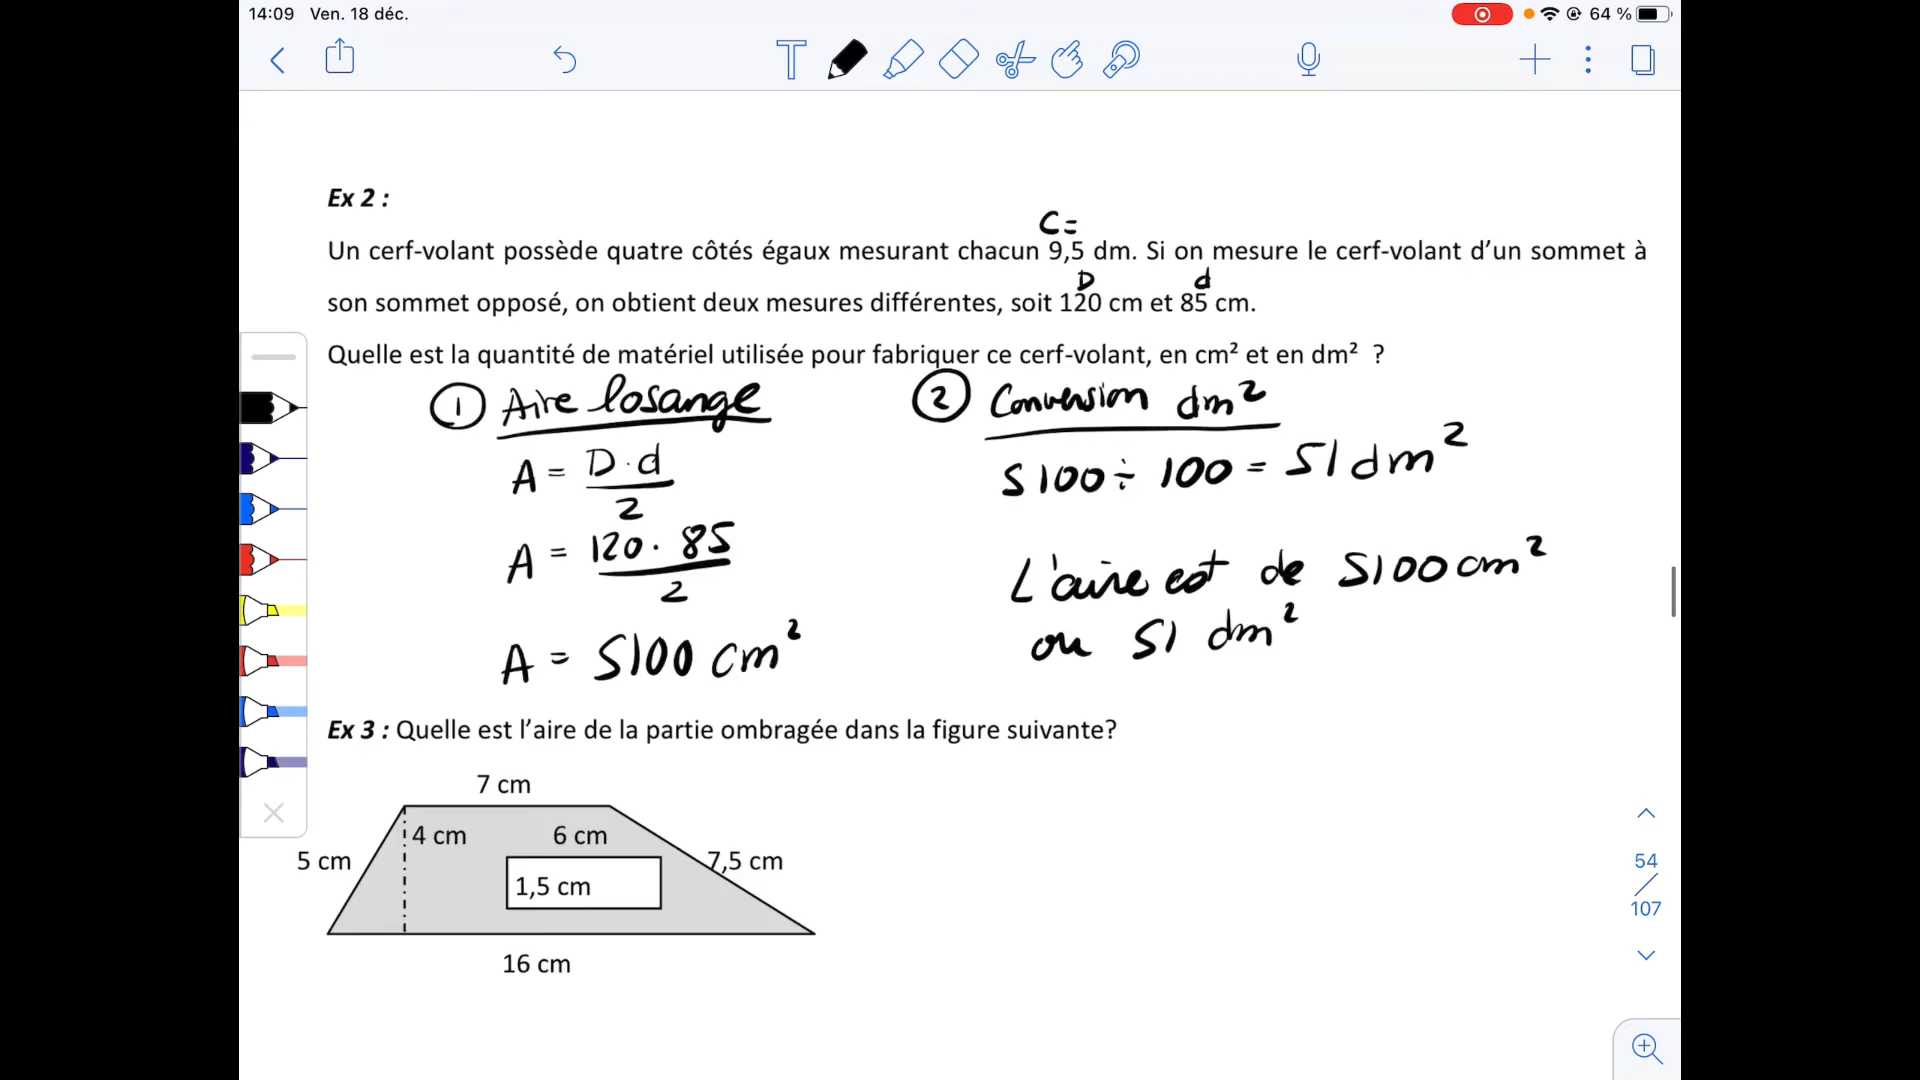 14:09 Ven. 18 déc.
64 %
Ex 2 :
C=
Un cerf-volant possède quatre côtés égaux mesurant chacun 9,5 dm. Si on mesure le cerf-volant d’un sommet à
D d
son sommet opposé, on obtient deux mesures différentes, soit 120 cm et 85 cm.
Quelle est la quantité de matériel utilisée pour fabriquer ce cerf-volant, en cm² et en dm² ?
① Aire losange
A = D·d
2
A = 120 · 85
2
A = 5100 cm²
② Conversion dm²
5100 ÷ 100 = 51 dm²
L'aire est de 5100 cm²
ou 51 dm²
Ex 3 : Quelle est l’aire de la partie ombragée dans la figure suivante?
7 cm
4 cm 6 cm
5 cm 7,5 cm
1,5 cm
16 cm
54
107